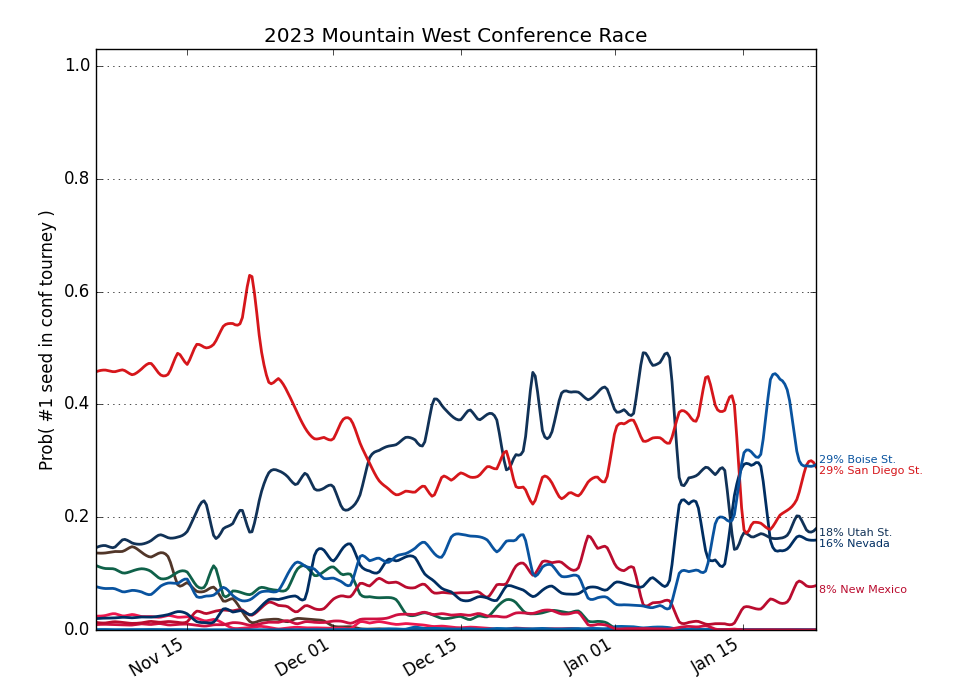 2023 Mountain West Conference Race
Prob( #1 seed in conf tourney )
1.0
0.8
0.6
0.4
0.2
0.0
29% Boise St.
29% San Diego St.
18% Utah St.
16% Nevada
8% New Mexico
Nov 15
Dec 01
Dec 15
Jan 01
Jan 15